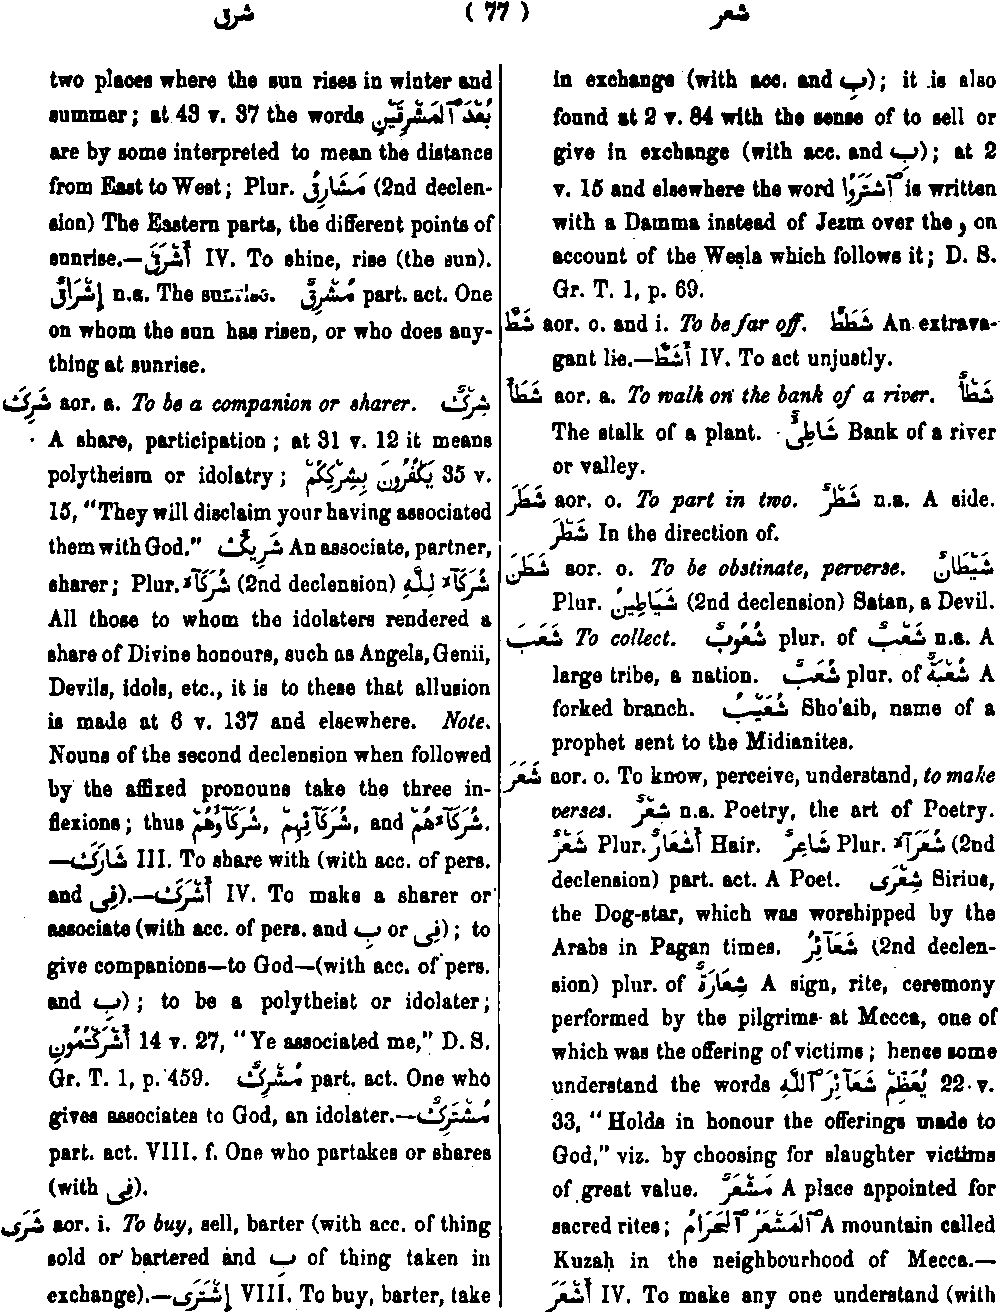 شرق ( 77 ) شعر
two places where the sun rises in winter and
summer; at 43 v. 37 the words بُعْدَ ٱلْمَشْرِقَيْنِ
are by some interpreted to mean the distance
from East to West; Plur. مَشَارِقُ (2nd declen-
sion) The Eastern parts, the different points of
sunrise.—أَشْرَقَ IV. To shine, rise (the sun).
إِشْرَاقٌ n.a. The sunrise. مُشْرِقٌ part. act. One
on whom the sun has risen, or who does any-
thing at sunrise.
شَرِكَ aor. a. To be a companion or sharer. شِرْكٌ
A share, participation; at 31 v. 12 it means
polytheism or idolatry; يَكْفُرُونَ بِشِرْكِكُمْ 35 v.
15, “They will disclaim your having associated
them with God.” شَرِيكٌ An associate, partner,
sharer; Plur. شُرَكَآءُ (2nd declension) شُرَكَآءُ لِلّٰهِ
All those to whom the idolaters rendered a
share of Divine honours, such as Angels, Genii,
Devils, idols, etc., it is to these that allusion
is made at 6 v. 137 and elsewhere. Note.
Nouns of the second declension when followed
by the affixed pronouns take the three in-
flexions; thus شُرَكَآؤُهُمْ, شُرَكَآئِهِمْ, and شُرَكَآءَهُمْ.
—شَارَكَ III. To share with (with acc. of pers.
and فِي).—أَشْرَكَ IV. To make a sharer or
associate (with acc. of pers. and بِ or فِي); to
give companions—to God—(with acc. of pers.
and بِ); to be a polytheist or idolater;
أَشْرَكْتُمُونِ 14 v. 27, “Ye associated me,” D. S.
Gr. T. 1, p. 459. مُشْرِكٌ part. act. One who
gives associates to God, an idolater.—مُشْتَرِكٌ
part. act. VIII. f. One who partakes or shares
(with فِي).
شَرَى aor. i. To buy, sell, barter (with acc. of thing
sold or bartered and بِ of thing taken in
exchange).—إِشْتَرَى VIII. To buy, barter, take
in exchange (with acc. and بِ); it is also
found at 2 v. 84 with the sense of to sell or
give in exchange (with acc. and بِ); at 2
v. 15 and elsewhere the word ٱشْتَرَوُا is written
with a Damma instead of Jezm over the و on
account of the Wesla which follows it; D. S.
Gr. T. 1, p. 69.
شَطَّ aor. o. and i. To be far off. شَطَطٌ An extrava-
gant lie.—أَشَطَّ IV. To act unjustly.
شَطَأَ aor. a. To walk on the bank of a river. شَطْأٌ
The stalk of a plant. شَاطِئٌ Bank of a river
or valley.
شَطَرَ aor. o. To part in two. شَطْرٌ n.a. A side.
شَطْرَ In the direction of.
شَطَنَ aor. o. To be obstinate, perverse. شَيْطَانٌ
Plur. شَيَاطِينُ (2nd declension) Satan, a Devil.
شَعَبَ To collect. شُعُوبٌ plur. of شَعْبٌ n.a. A
large tribe, a nation. شُعَبٌ plur. of شُعْبَةٌ A
forked branch. شُعَيْبٌ Sho'aib, name of a
prophet sent to the Midianites.
شَعَرَ aor. o. To know, perceive, understand, to make
verses. شِعْرٌ n.a. Poetry, the art of Poetry.
شَعْرٌ Plur. أَشْعَارٌ Hair. شَاعِرٌ Plur. شُعَرَآءُ (2nd
declension) part. act. A Poet. شِعْرَى Sirius,
the Dog-star, which was worshipped by the
Arabs in Pagan times. شَعَآئِرُ (2nd declen-
sion) plur. of شِعَارَةٌ A sign, rite, ceremony
performed by the pilgrims at Mecca, one of
which was the offering of victims; hence some
understand the words يُعَظِّمْ شَعَآئِرَ ٱللّٰهِ 22 v.
33, “Holds in honour the offerings made to
God,” viz. by choosing for slaughter victims
of great value. مَشْعَرٌ A place appointed for
sacred rites; ٱلْمَشْعَرُ ٱلْحَرَامُ A mountain called
Kuzaḥ in the neighbourhood of Mecca.—
أَشْعَرَ IV. To make any one understand (with